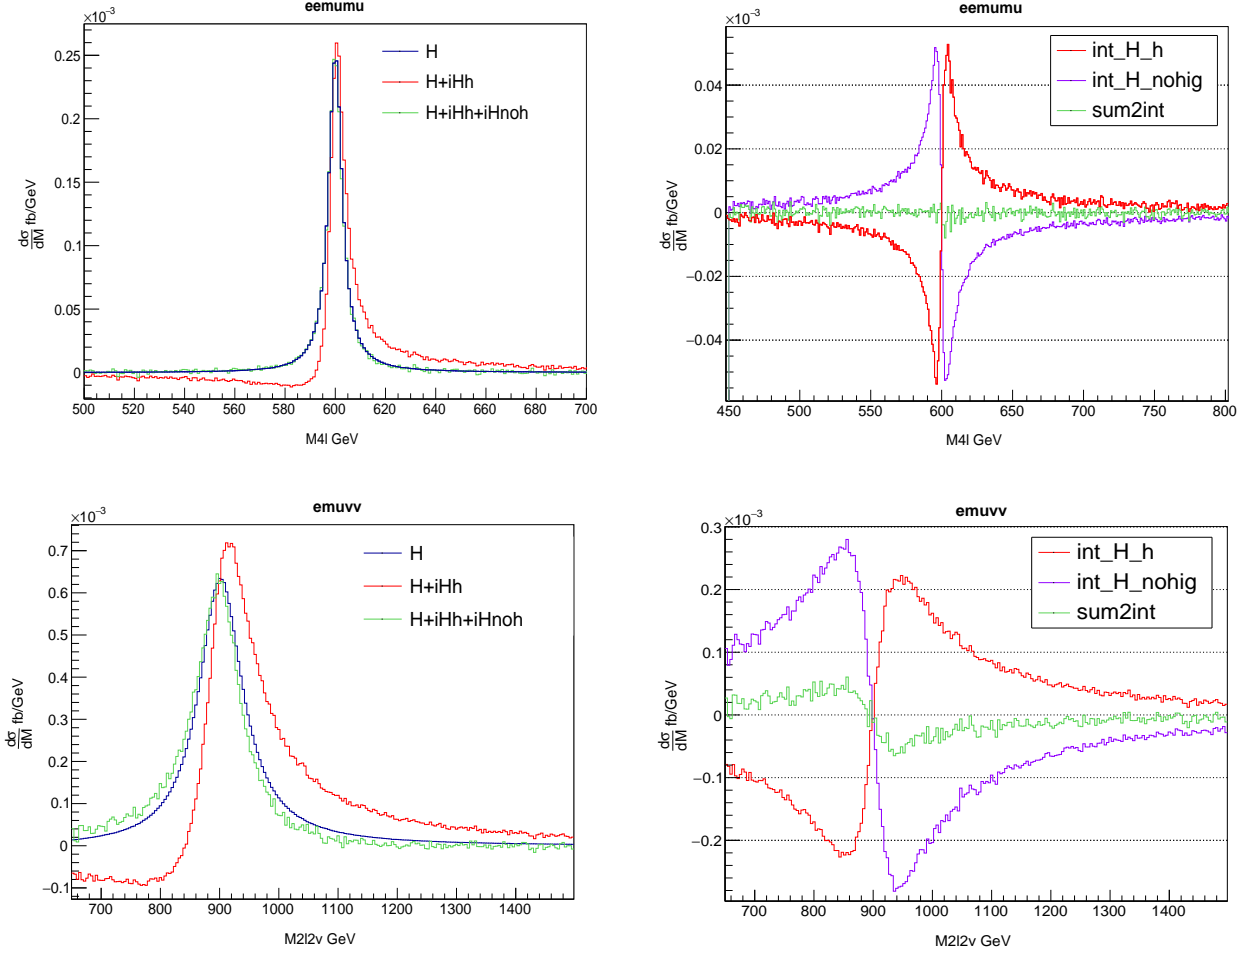 eemumu
×10⁻³
H
H+iHh
H+iHh+iHnoh
0.25
0.2
0.15
0.1
0.05
0
dσ/dM fb/GeV
500 520 540 560 580 600 620 640 660 680 700
M4l GeV
eemumu
×10⁻³
int_H_h
int_H_nohig
sum2int
0.04
0.02
0
−0.02
−0.04
dσ/dM fb/GeV
450 500 550 600 650 700 750 800
M4l GeV
emuvv
×10⁻³
H
H+iHh
H+iHh+iHnoh
0.7
0.6
0.5
0.4
0.3
0.2
0.1
0
−0.1
dσ/dM fb/GeV
700 800 900 1000 1100 1200 1300 1400
M2l2v GeV
emuvv
×10⁻³
int_H_h
int_H_nohig
sum2int
0.3
0.2
0.1
0
−0.1
−0.2
dσ/dM fb/GeV
700 800 900 1000 1100 1200 1300 1400
M2l2v GeV